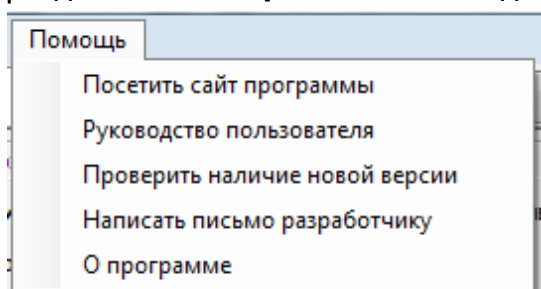 Помощь
Посетить сайт программы
Руководство пользователя
Проверить наличие новой версии
Написать письмо разработчику
О программе